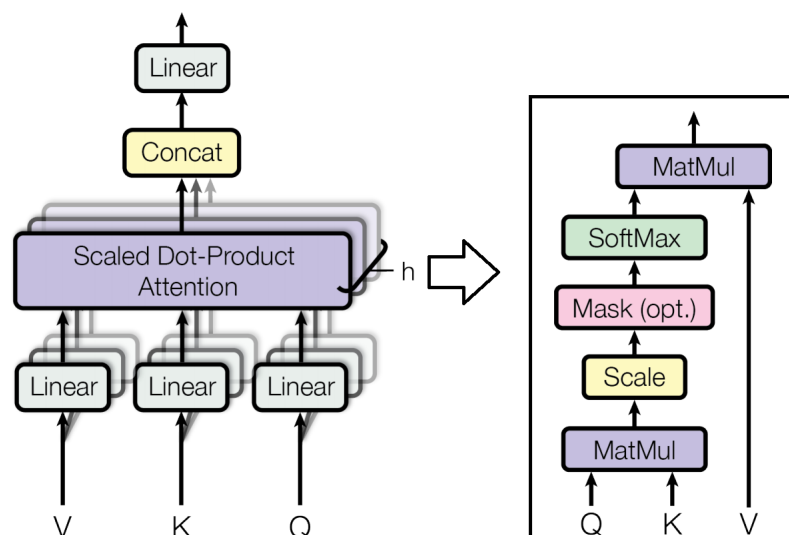 Linear
Concat
Scaled Dot-Product
Attention
h
Linear
Linear
Linear
V
K
Q
MatMul
SoftMax
Mask (opt.)
Scale
MatMul
Q
K
V